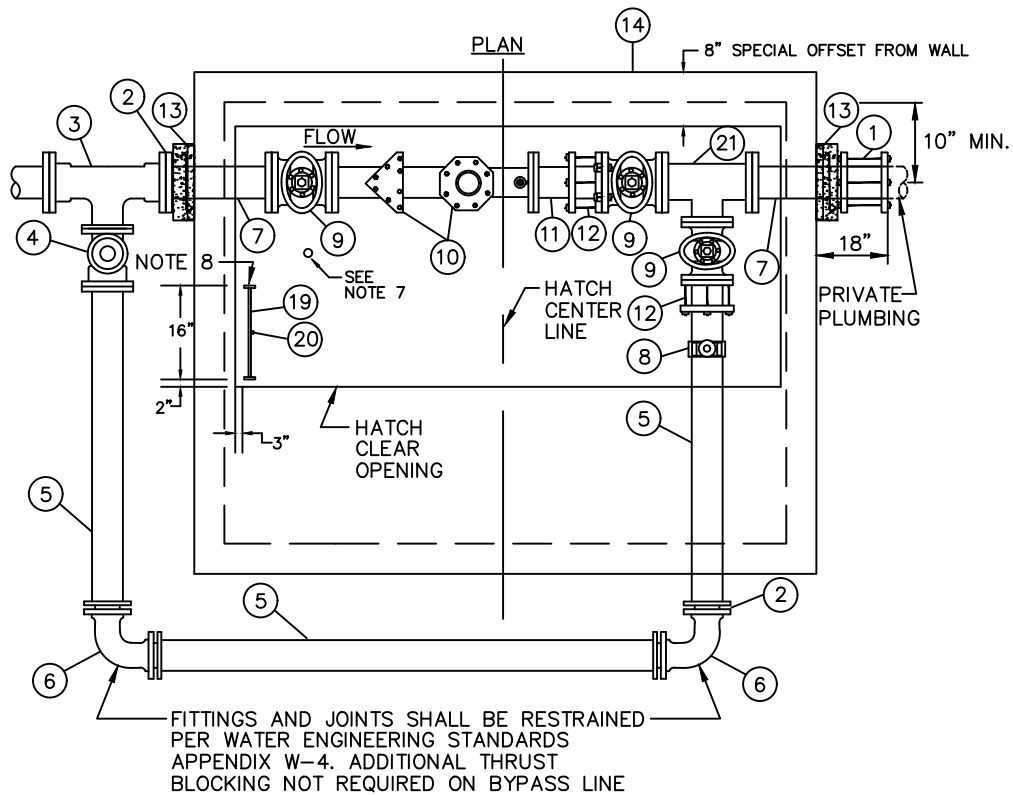 PLAN
14
8" SPECIAL OFFSET FROM WALL
3
2
13
FLOW
21
13
1
10" MIN.
4
7
9
10
11
12
9
9
7
18"
NOTE 8
SEE
NOTE 7
HATCH
CENTER
LINE
12
PRIVATE
PLUMBING
16"
19
20
8
2"
3"
HATCH
CLEAR
OPENING
5
5
5
2
6
6
FITTINGS AND JOINTS SHALL BE RESTRAINED
PER WATER ENGINEERING STANDARDS
APPENDIX W-4. ADDITIONAL THRUST
BLOCKING NOT REQUIRED ON BYPASS LINE